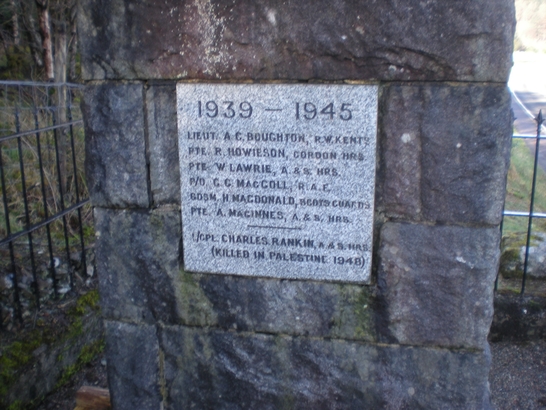 1939 – 1945
LIEUT. A. C. BOUGHTON, R.W. KENTS
PTE. R. HOWIESON, GORDON HRS.
PTE. W. LAWRIE, A. & S. HRS.
P/O. G. G. MACCOLL, R.A.F.
GDSN. H. MACDONALD, SCOTS GUARDS
PTE. A. MACINNES, A. & S. HRS.
L/CPL. CHARLES RANKIN, A. & S. HRS.
(KILLED IN PALESTINE 1948)